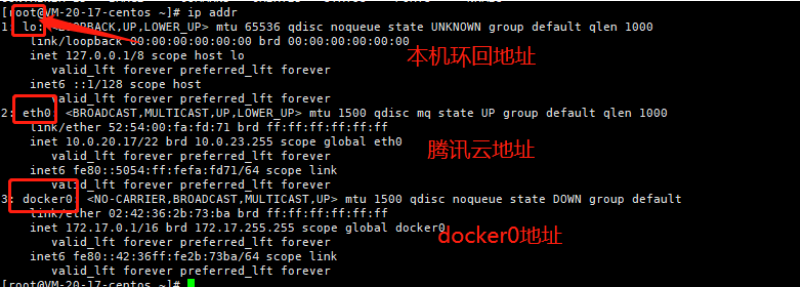 [root@VM-20-17-centos ~]# ip addr
1: lo: <LOOPBACK,UP,LOWER_UP> mtu 65536 qdisc noqueue state UNKNOWN group default qlen 1000
link/loopback 00:00:00:00:00:00 brd 00:00:00:00:00:00
inet 127.0.0.1/8 scope host lo
本机环回地址
valid_lft forever preferred_lft forever
inet6 ::1/128 scope host
valid_lft forever preferred_lft forever
2: eth0: <BROADCAST,MULTICAST,UP,LOWER_UP> mtu 1500 qdisc mq state UP group default qlen 1000
link/ether 52:54:00:fa:fd:71 brd ff:ff:ff:ff:ff:ff
inet 10.0.20.17/22 brd 10.0.23.255 scope global eth0
腾讯云地址
valid_lft forever preferred_lft forever
inet6 fe80::5054:ff:fefa:fd71/64 scope link
valid_lft forever preferred_lft forever
3: docker0: <NO-CARRIER,BROADCAST,MULTICAST,UP> mtu 1500 qdisc noqueue state DOWN group default
link/ether 02:42:36:2b:73:ba brd ff:ff:ff:ff:ff:ff
inet 172.17.0.1/16 brd 172.17.255.255 scope global docker0
docker0地址
valid_lft forever preferred_lft forever
inet6 fe80::42:36ff:fe2b:73ba/64 scope link
valid_lft forever preferred_lft forever
[root@VM-20-17-centos ~]#